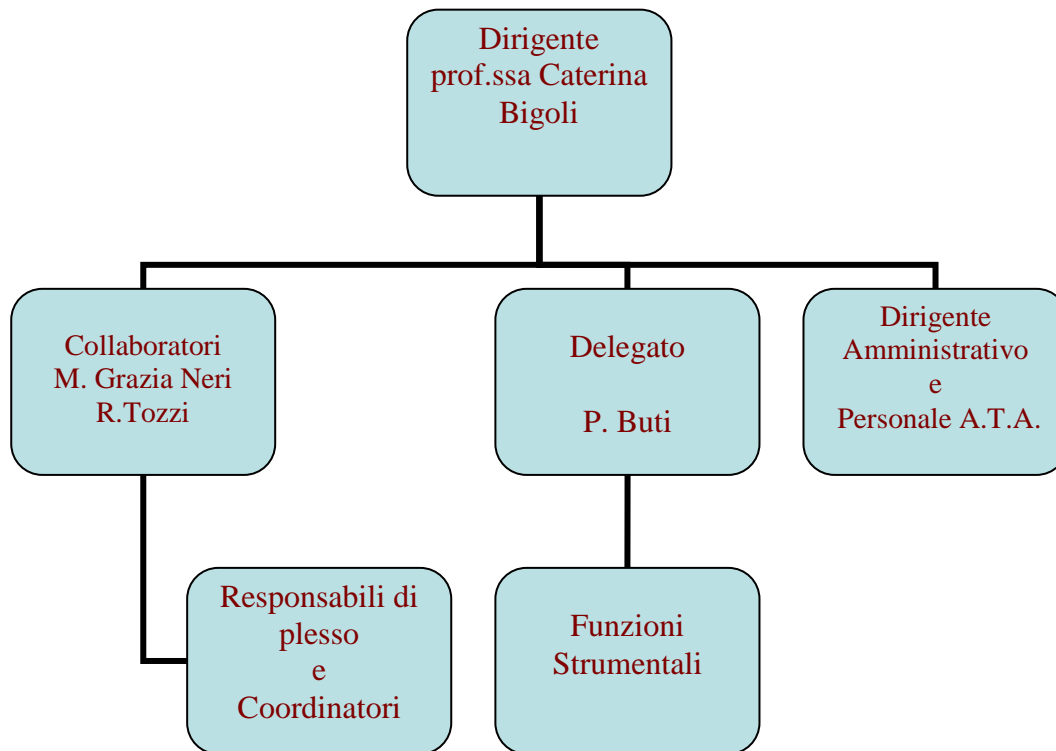 Dirigente
prof.ssa Caterina
Bigoli
Collaboratori
M. Grazia Neri
R.Tozzi
Delegato
P. Buti
Dirigente
Amministrativo
e
Personale A.T.A.
Responsabili di
plesso
e
Coordinatori
Funzioni
Strumentali